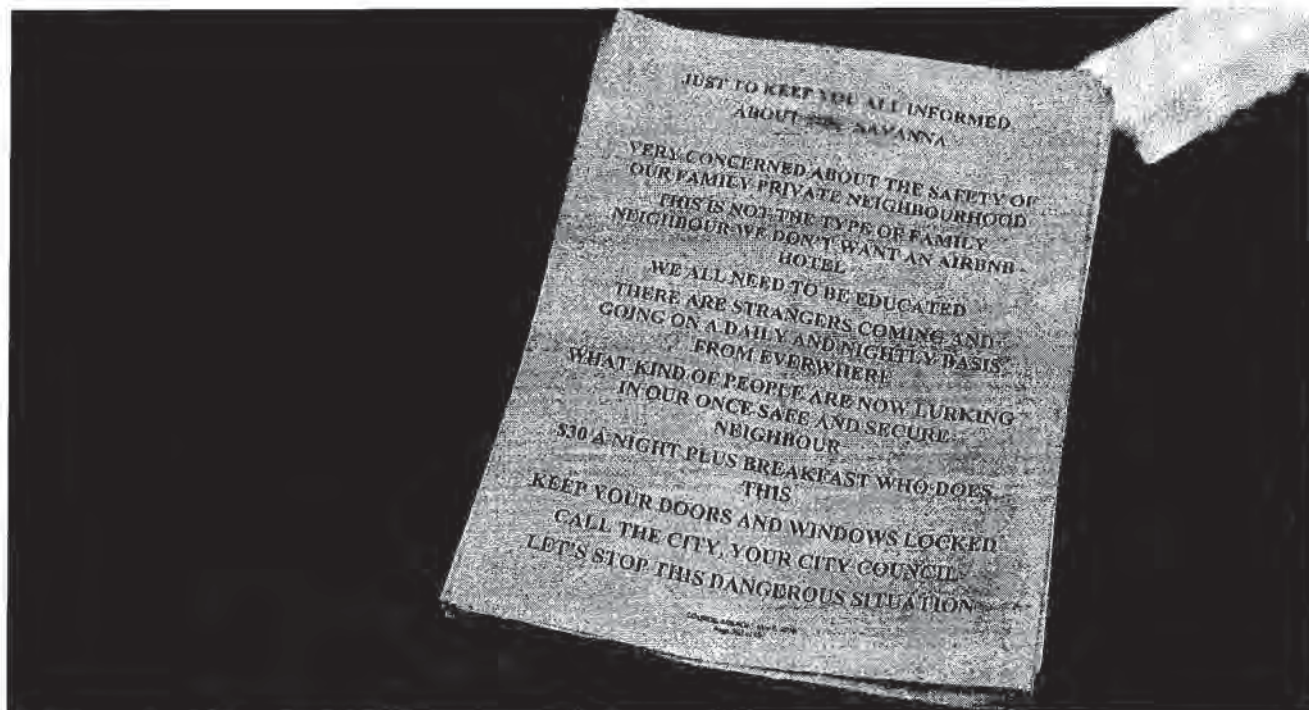 JUST TO KEEP YOU ALL INFORMED
ABOUT SAVANNA
VERY CONCERNED ABOUT THE SAFETY OF
OUR FAMILY PRIVATE NEIGHBOURHOOD
THIS IS NOT THE TYPE OF FAMILY
NEIGHBOUR WE DON'T WANT AN AIRBNB
HOTEL
WE ALL NEED TO BE EDUCATED
THERE ARE STRANGERS COMING AND
GOING ON A DAILY AND NIGHTLY BASIS
FROM EVERWHERE
WHAT KIND OF PEOPLE ARE NOW LURKING
IN OUR ONCE SAFE AND SECURE
NEIGHBOUR
$30 A NIGHT PLUS BREAKFAST WHO DOES
THIS
KEEP YOUR DOORS AND WINDOWS LOCKED
CALL THE CITY, YOUR CITY COUNCIL
LET'S STOP THIS DANGEROUS SITUATION